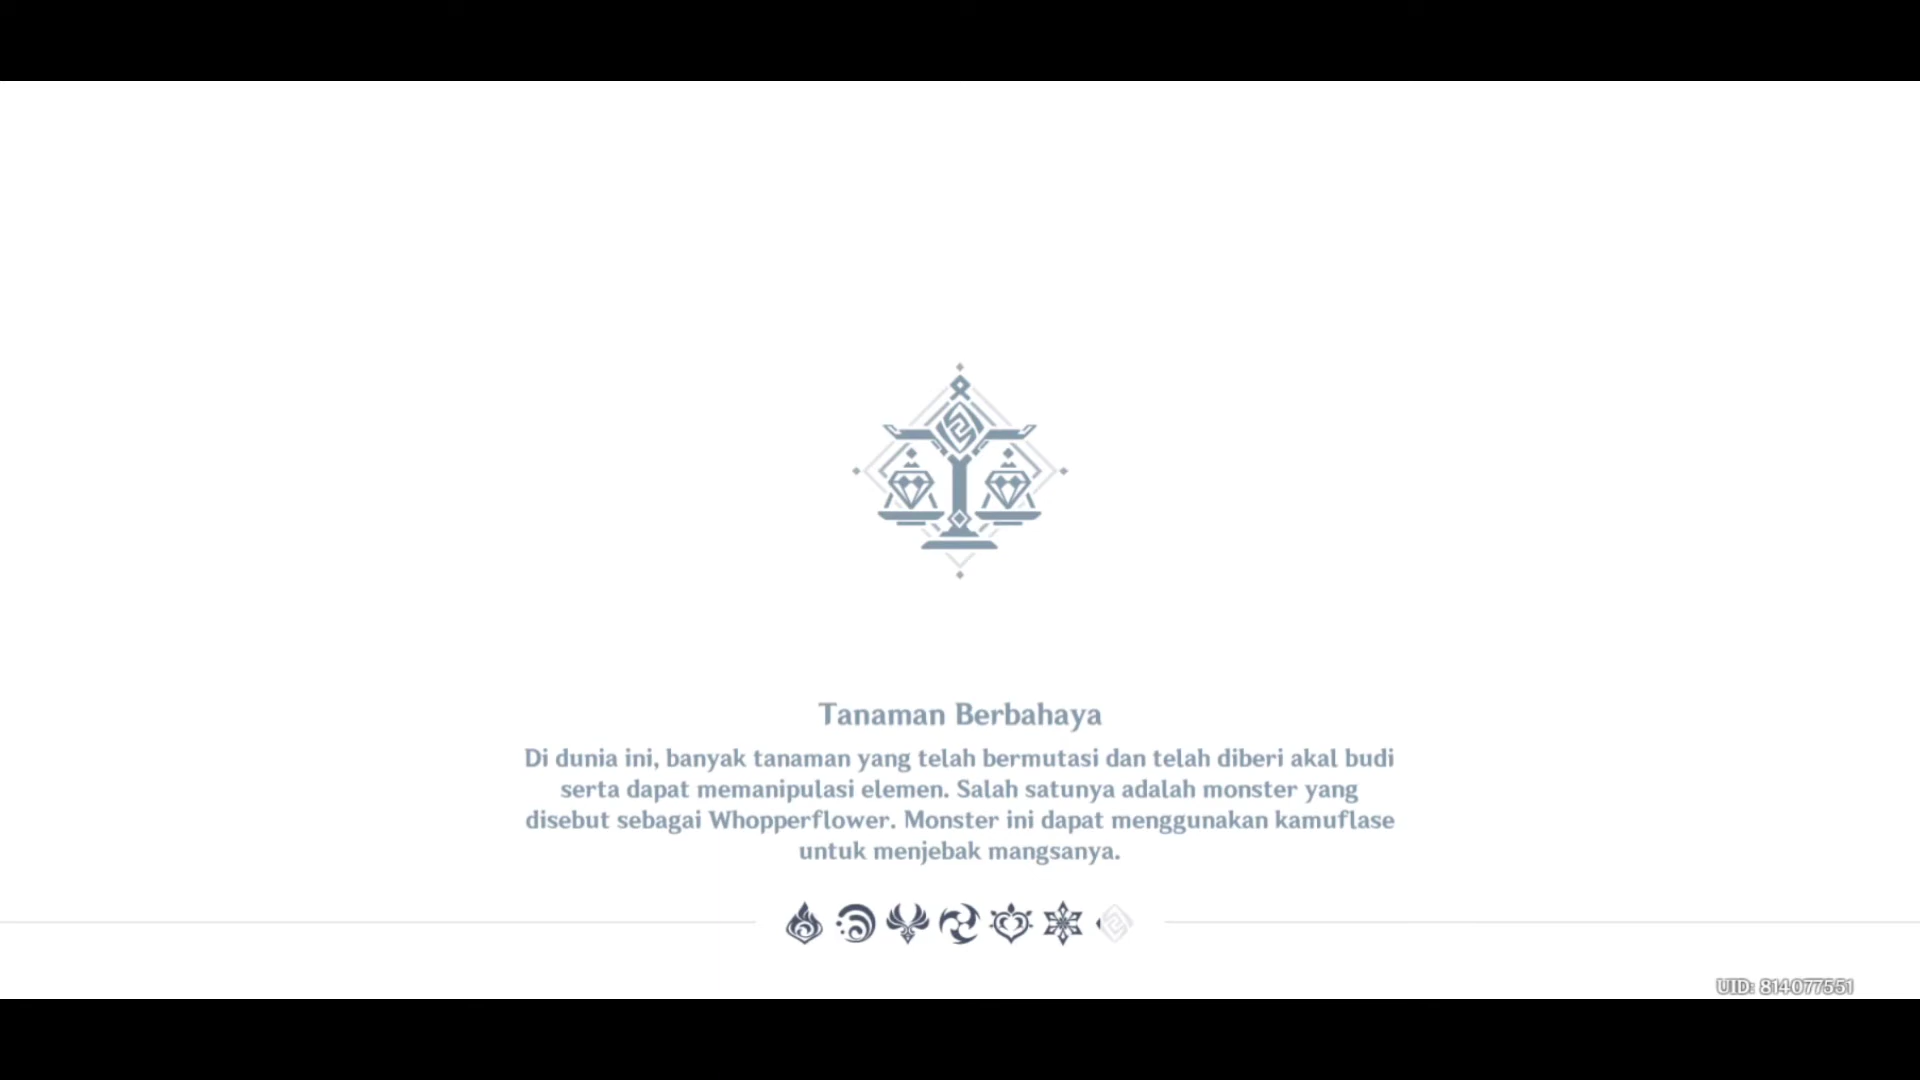 Tanaman Berbahaya
Di dunia ini, banyak tanaman yang telah bermutasi dan telah diberi akal budi
serta dapat memanipulasi elemen. Salah satunya adalah monster yang
disebut sebagai Whopperflower. Monster ini dapat menggunakan kamuflase
untuk menjebak mangsanya.
UID: 814077551